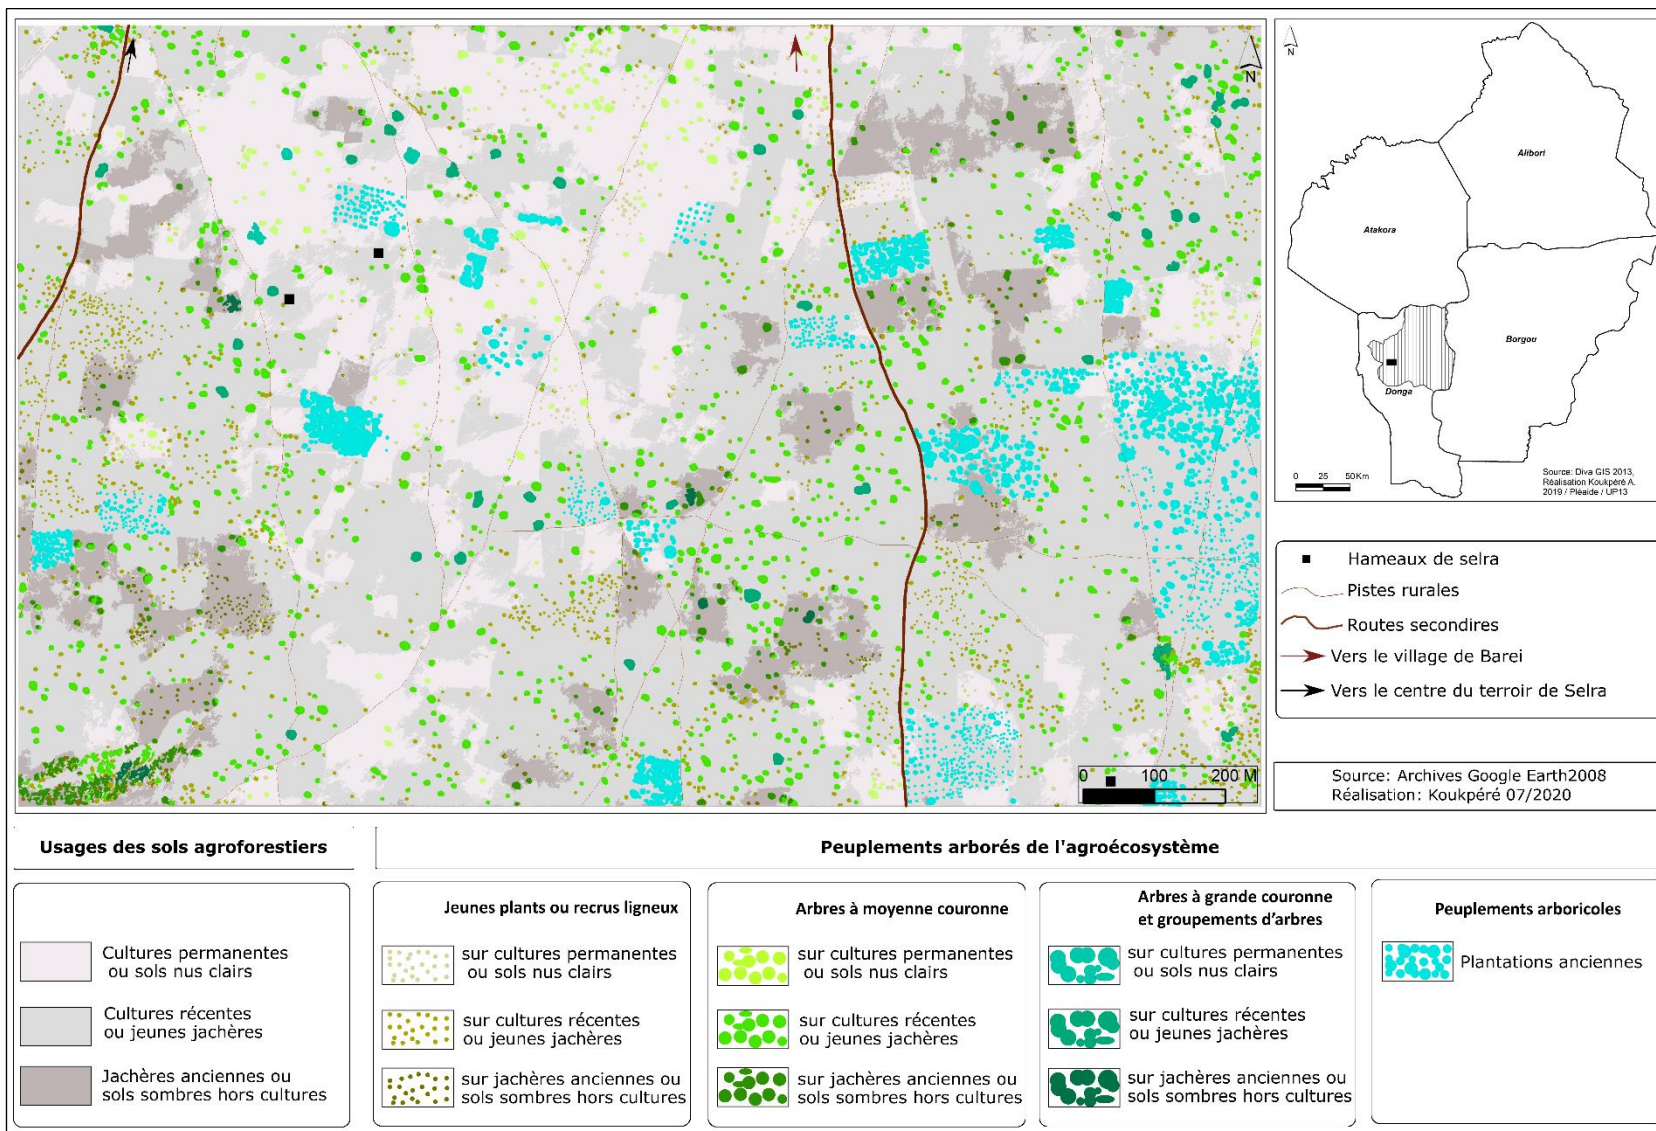 N
0 100 200 M
N
Alibori
Atakora
Borgou
Donga
0 25 50Km
Source: Diva GIS 2013,
Réalisation Koukpéré A.
2019 / Pléaide / UP13
Hameaux de selra
Pistes rurales
Routes secondires
Vers le village de Barei
Vers le centre du terroir de Selra
Source: Archives Google Earth2008
Réalisation: Koukpéré 07/2020
Usages des sols agroforestiers
Peuplements arborés de l'agroécosystème
Cultures permanentes
ou sols nus clairs
Cultures récentes
ou jeunes jachères
Jachères anciennes ou
sols sombres hors cultures
Jeunes plants ou recrus ligneux
sur cultures permanentes
ou sols nus clairs
sur cultures récentes
ou jeunes jachères
sur jachères anciennes ou
sols sombres hors cultures
Arbres à moyenne couronne
sur cultures permanentes
ou sols nus clairs
sur cultures récentes
ou jeunes jachères
sur jachères anciennes ou
sols sombres hors cultures
Arbres à grande couronne
et groupements d'arbres
sur cultures permanentes
ou sols nus clairs
sur cultures récentes
ou jeunes jachères
sur jachères anciennes ou
sols sombres hors cultures
Peuplements arboricoles
Plantations anciennes